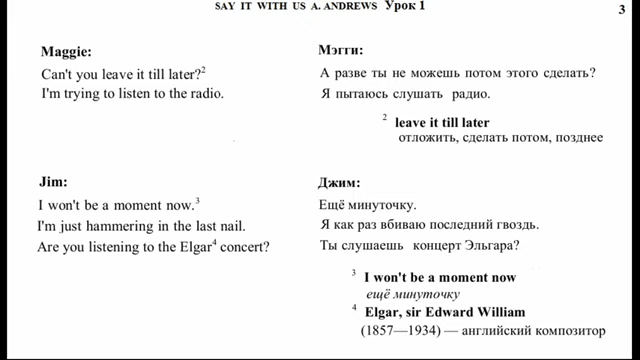 SAY IT WITH US A. ANDREWS Урок 1
3
Maggie:
Can't you leave it till later?²
I'm trying to listen to the radio.
Мэгги:
А разве ты не можешь потом этого сделать?
Я пытаюсь слушать радио.
² leave it till later
отложить, сделать потом, позднее
Jim:
I won't be a moment now.³
I'm just hammering in the last nail.
Are you listening to the Elgar⁴ concert?
Джим:
Ещё минуточку.
Я как раз вбиваю последний гвоздь.
Ты слушаешь концерт Эльгара?
³ I won't be a moment now
ещё минуточку
⁴ Elgar, sir Edward William
(1857—1934) — английский композитор